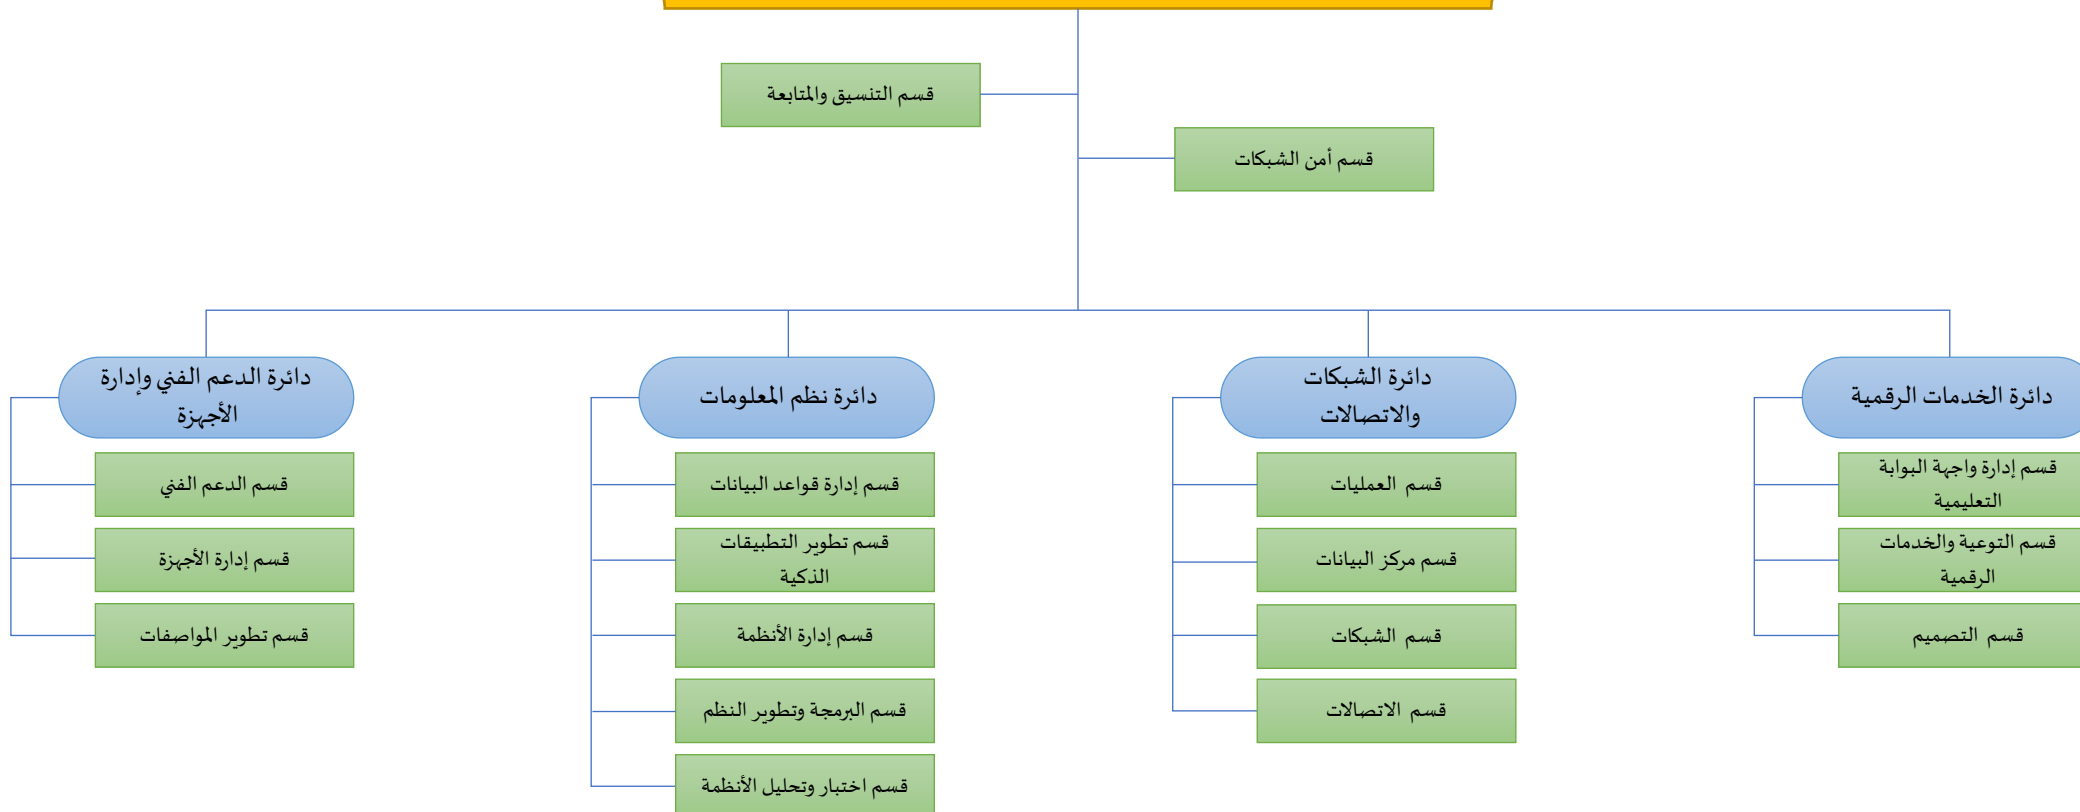 قسم التنسيق والمتابعة
قسم أمن الشبكات
دائرة الخدمات الرقمية
قسم إدارة واجهة البوابة
التعليمية
قسم التوعية والخدمات
الرقمية
قسم التصميم
دائرة الشبكات
والاتصالات
قسم العمليات
قسم مركز البيانات
قسم الشبكات
قسم الاتصالات
دائرة نظم المعلومات
قسم إدارة قواعد البيانات
قسم تطوير التطبيقات
الذكية
قسم إدارة الأنظمة
قسم البرمجة وتطوير النظم
قسم اختبار وتحليل الأنظمة
دائرة الدعم الفني وإدارة
الأجهزة
قسم الدعم الفني
قسم إدارة الأجهزة
قسم تطوير المواصفات